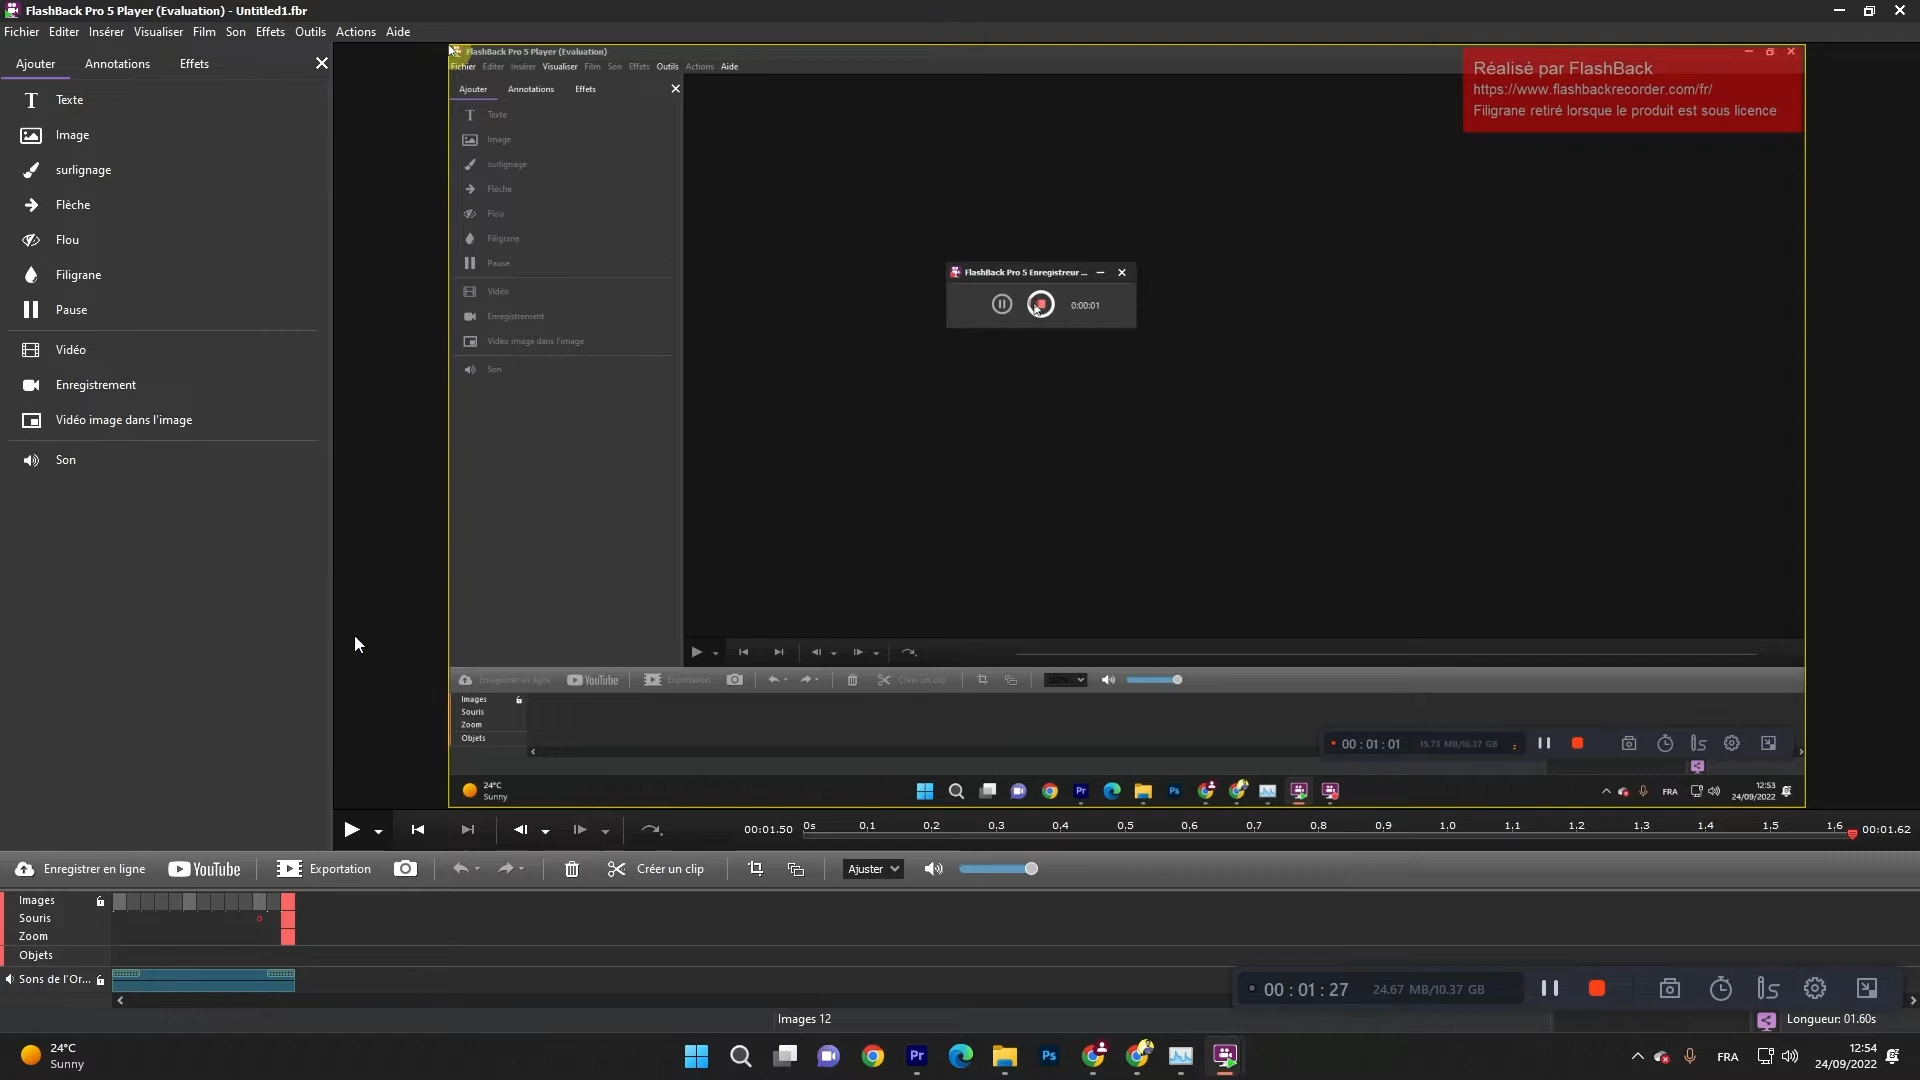 FlashBack Pro 5 Player (Evaluation) - Untitled1.fbr
Fichier Editer Insérer Visualiser Film Son Effets Outils Actions Aide
Ajouter Annotations Effets
Texte
Image
surlignage
Flèche
Flou
Filigrane
Pause
Vidéo
Enregistrement
Vidéo image dans l'image
Son
FlashBack Pro 5 Player (Evaluation)
Fichier Editer Insérer Visualiser Film Son Effets Outils Actions Aide
Ajouter Annotations Effets
Texte
Image
surlignage
Flèche
Flou
Filigrane
Pause
Vidéo
Enregistrement
Vidéo image dans l'image
Son
Réalisé par FlashBack
https://www.flashbackrecorder.com/fr/
Filigrane retiré lorsque le produit est sous licence
FlashBack Pro 5 Enregistreur ...
0:00:01
Enregistrer en ligne YouTube Exportation Créer un clip
Images
Souris
Zoom
Objets
00 : 01 : 01 15.73 MB/10.37 GB
24°C
Sunny
Pr Ps FRA 12:53
24/09/2022
00:01.50 0s 0,1 0,2 0,3 0,4 0,5 0,6 0,7 0,8 0,9 1,0 1,1 1,2 1,3 1,4 1,5 1,6 00:01.62
Enregistrer en ligne YouTube Exportation Créer un clip Ajuster
Images
Souris
Zoom
Objets
Sons de l'Or...
00 : 01 : 27 24.67 MB/10.37 GB
Images 12 Longueur: 01.60s
24°C
Sunny
Pr Ps FRA 12:54
24/09/2022